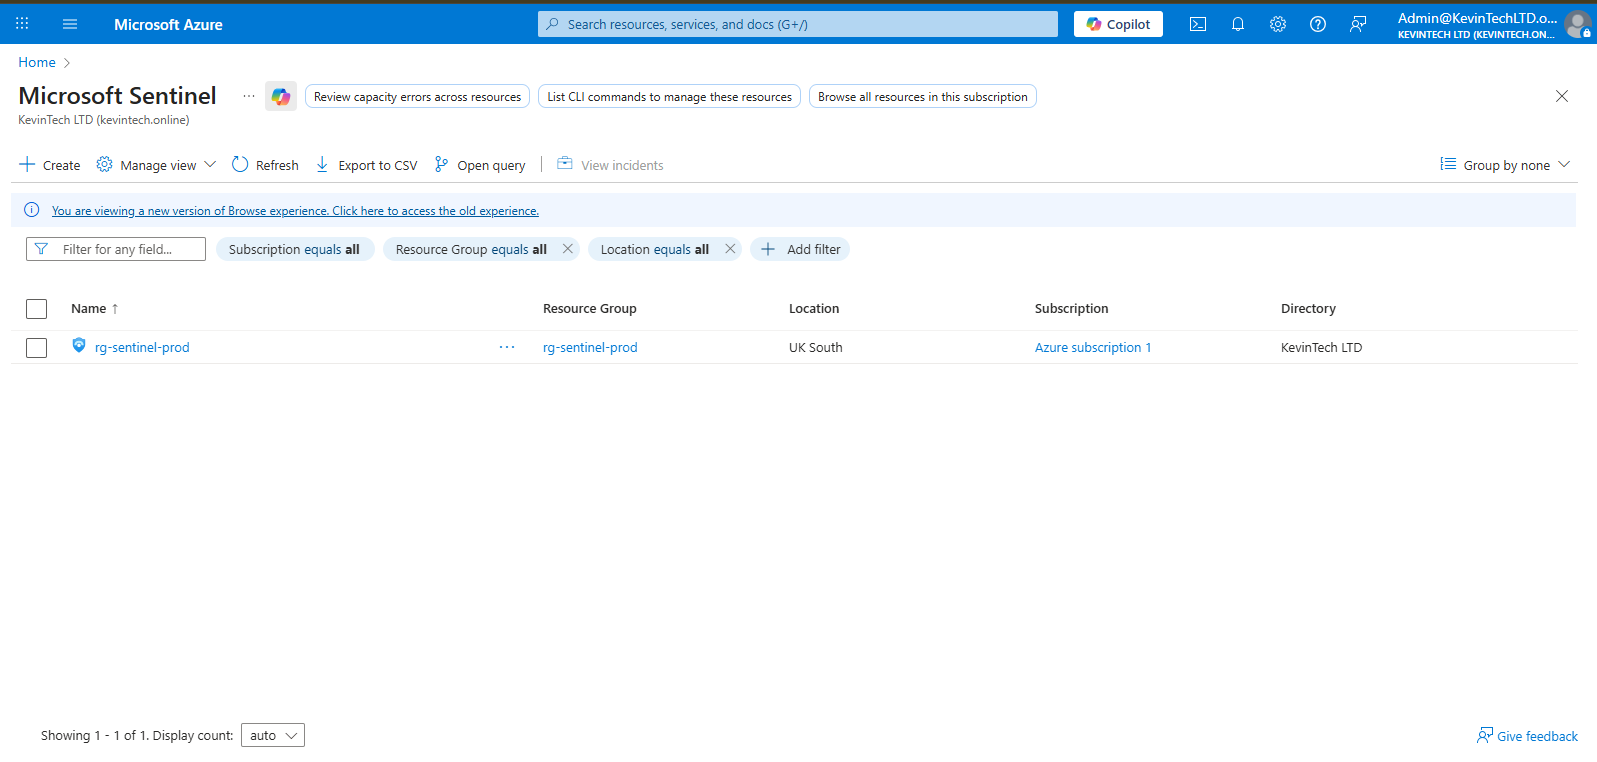 Microsoft Azure
Search resources, services, and docs (G+/)
Copilot
Admin@KevinTechLTD.o...
KEVINTECH LTD (KEVINTECH.ON...
Home
Microsoft Sentinel
...
Review capacity errors across resources
List CLI commands to manage these resources
Browse all resources in this subscription
KevinTech LTD (kevintech.online)
Create
Manage view
Refresh
Export to CSV
Open query
View incidents
Group by none
You are viewing a new version of Browse experience. Click here to access the old experience.
Filter for any field...
Subscription equals all
Resource Group equals all
Location equals all
Add filter
Name ↑
Resource Group
Location
Subscription
Directory
rg-sentinel-prod
...
rg-sentinel-prod
UK South
Azure subscription 1
KevinTech LTD
Showing 1 - 1 of 1. Display count:
auto
Give feedback